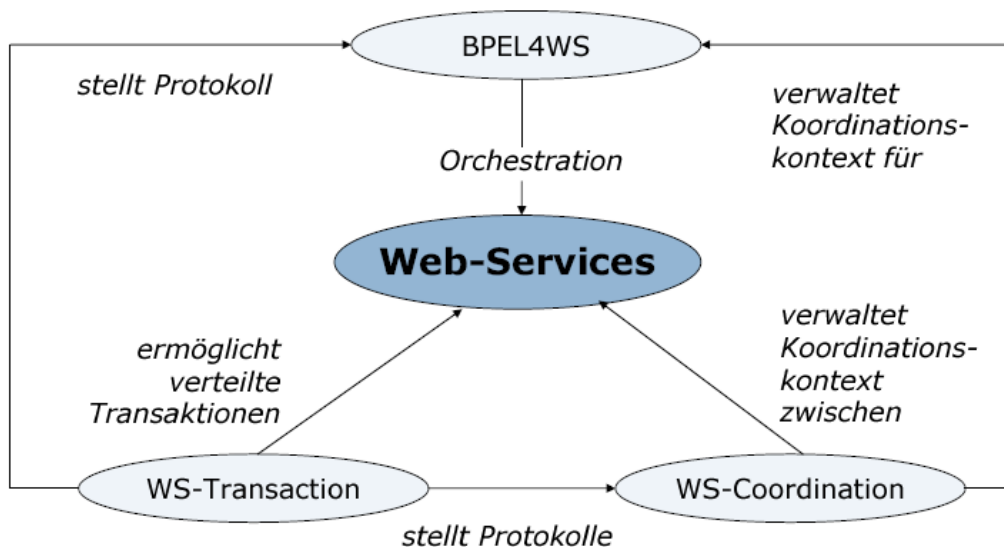 BPEL4WS
stellt Protokoll
verwaltet
Koordinations-
kontext für
Orchestration
Web-Services
ermöglicht
verteilte
Transaktionen
verwaltet
Koordinations-
kontext
zwischen
WS-Transaction
WS-Coordination
stellt Protokolle